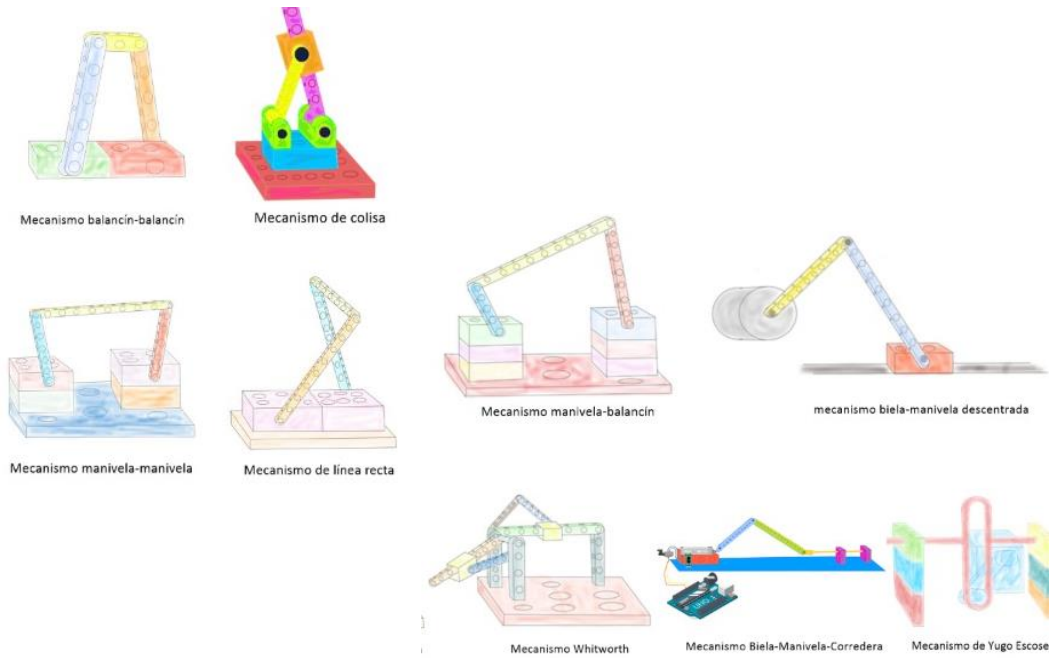 Mecanismo balancín-balancín
Mecanismo de colisa
Mecanismo manivela-manivela
Mecanismo de línea recta
Mecanismo manivela-balancín
mecanismo biela-manivela descentrada
Mecanismo Whitworth
Mecanismo Biela-Manivela-Corredera
Mecanismo de Yugo Escose
UNO